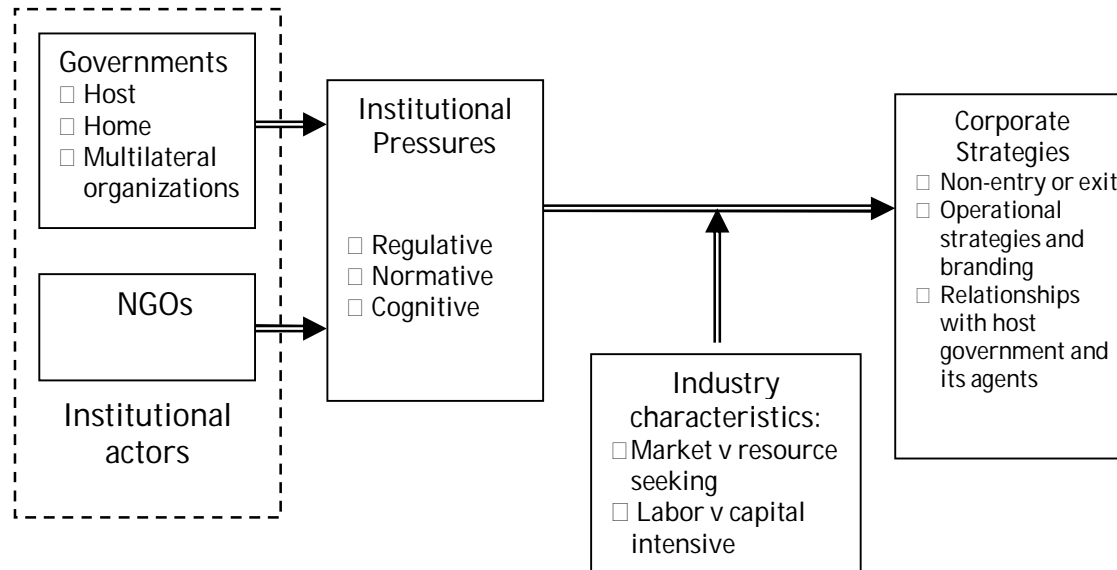 Governments
□ Host
□ Home
□ Multilateral
organizations
NGOs
Institutional
actors
Institutional
Pressures
□ Regulative
□ Normative
□ Cognitive
Industry
characteristics:
□ Market v resource
seeking
□ Labor v capital
intensive
Corporate
Strategies
□ Non-entry or exit
□ Operational
strategies and
branding
□ Relationships
with host
government and
its agents